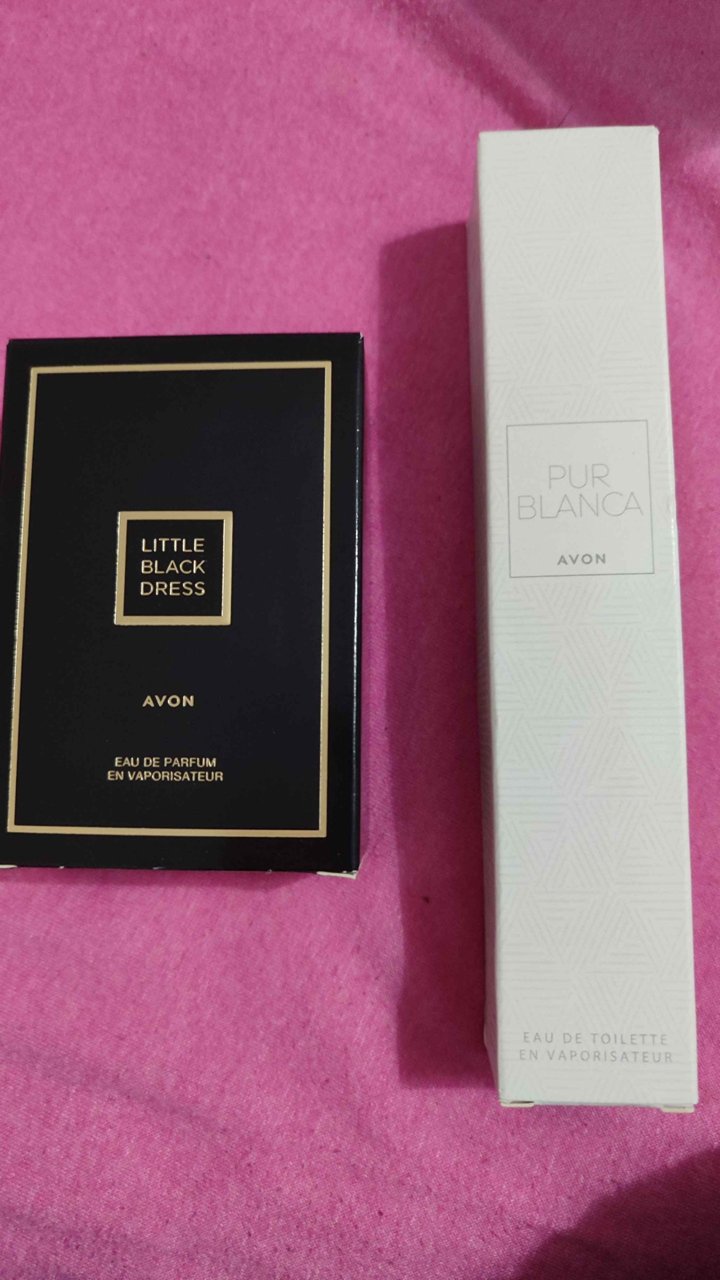 LITTLE
BLACK
DRESS
AVON
EAU DE PARFUM
EN VAPORISATEUR
PUR
BLANCA
AVON
EAU DE TOILETTE
EN VAPORISATEUR